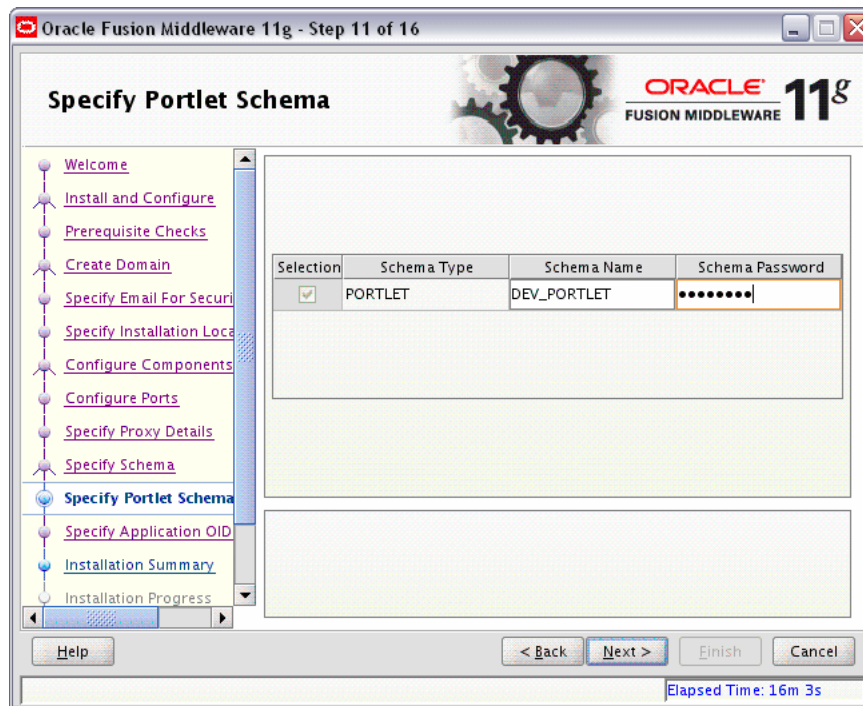 Oracle Fusion Middleware 11g - Step 11 of 16
Specify Portlet Schema
ORACLE
FUSION MIDDLEWARE
11g
Welcome
Install and Configure
Prerequisite Checks
Create Domain
Specify Email For Securi
Specify Installation Loca
Configure Components
Configure Ports
Specify Proxy Details
Specify Schema
Specify Portlet Schema
Specify Application OID
Installation Summary
Installation Progress
Selection Schema Type Schema Name Schema Password
PORTLET DEV_PORTLET ••••••••
Help < Back Next > Finish Cancel
Elapsed Time: 16m 3s